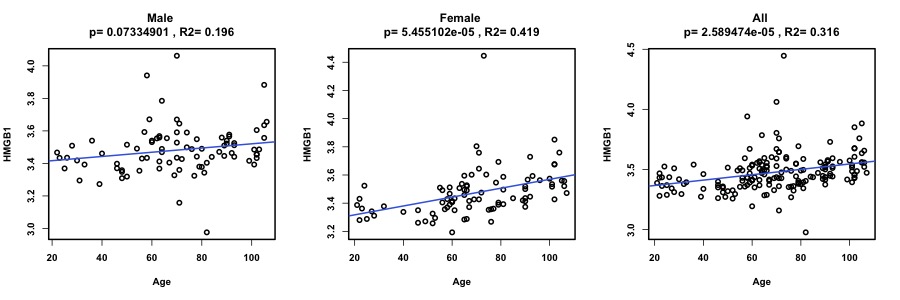 Male
p= 0.07334901 , R2= 0.196
HMGB1
4.0
3.8
3.6
3.4
3.2
3.0
20 40 60 80 100
Age
Female
p= 5.455102e-05 , R2= 0.419
HMGB1
4.4
4.2
4.0
3.8
3.6
3.4
3.2
20 40 60 80 100
Age
All
p= 2.589474e-05 , R2= 0.316
HMGB1
4.5
4.0
3.5
3.0
20 40 60 80 100
Age